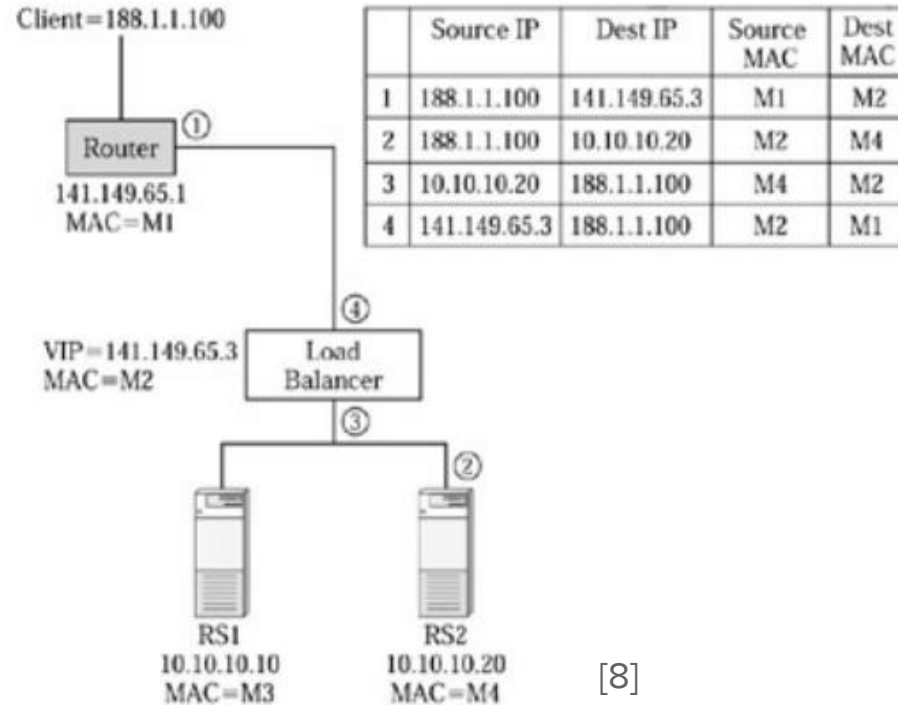 Client=188.1.1.100
Source IP Dest IP Source MAC Dest MAC
1 188.1.1.100 141.149.65.3 M1 M2
2 188.1.1.100 10.10.10.20 M2 M4
3 10.10.10.20 188.1.1.100 M4 M2
4 141.149.65.3 188.1.1.100 M2 M1
①
Router
141.149.65.1
MAC=M1
④
VIP=141.149.65.3
MAC=M2
Load
Balancer
③
②
RS1
10.10.10.10
MAC=M3
RS2
10.10.10.20
MAC=M4
[8]